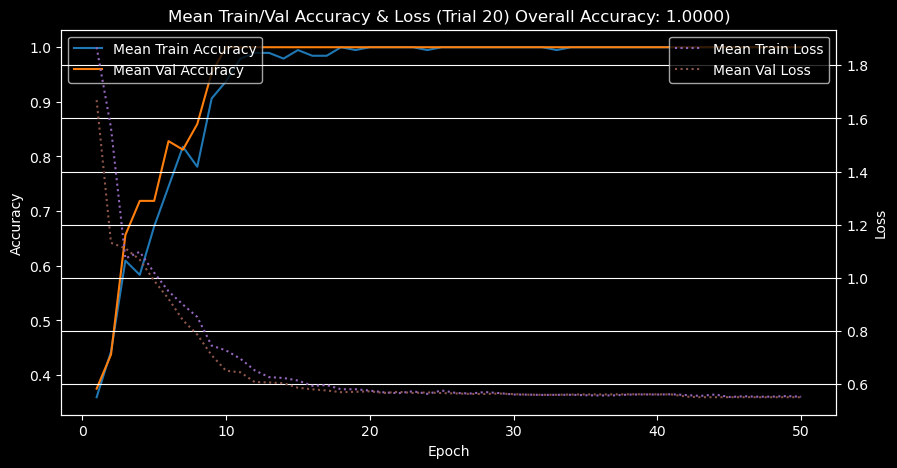 Mean Train/Val Accuracy & Loss (Trial 20) Overall Accuracy: 1.0000)
Mean Train Accuracy
Mean Val Accuracy
Mean Train Loss
Mean Val Loss
Accuracy
1.0
0.9
0.8
0.7
0.6
0.5
0.4
Loss
1.8
1.6
1.4
1.2
1.0
0.8
0.6
0 10 20 30 40 50
Epoch